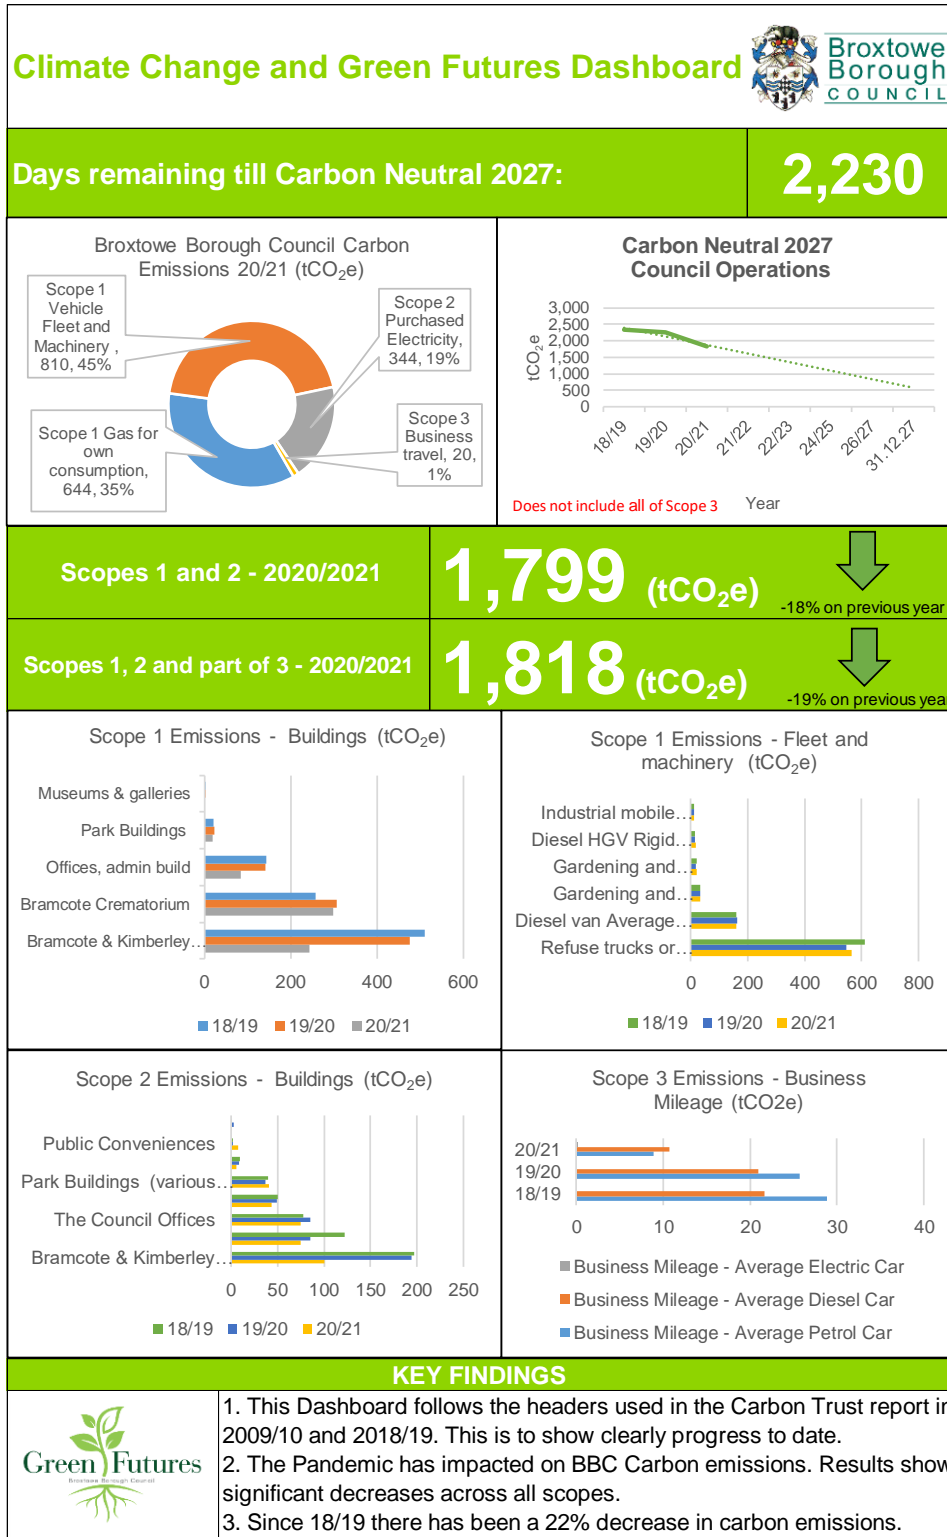 Climate Change and Green Futures Dashboard
Broxtowe
Borough
COUNCIL
Days remaining till Carbon Neutral 2027:
2,230
Broxtowe Borough Council Carbon
Emissions 20/21 (tCO₂e)
Scope 1
Vehicle
Fleet and
Machinery ,
810, 45%
Scope 2
Purchased
Electricity,
344, 19%
Scope 1 Gas for
own
consumption,
644, 35%
Scope 3
Business
travel, 20,
1%
Carbon Neutral 2027
Council Operations
tCO₂e
3,000
2,500
2,000
1,500
1,000
500
0
18/19
19/20
20/21
21/22
22/23
24/25
26/27
31.12.27
Does not include all of Scope 3
Year
Scopes 1 and 2 - 2020/2021
1,799 (tCO₂e)
-18% on previous year
Scopes 1, 2 and part of 3 - 2020/2021
1,818 (tCO₂e)
-19% on previous year
Scope 1 Emissions - Buildings (tCO₂e)
Museums & galleries
Park Buildings
Offices, admin build
Bramcote Crematorium
Bramcote & Kimberley...
0 200 400 600
18/19 19/20 20/21
Scope 1 Emissions - Fleet and
machinery (tCO₂e)
Industrial mobile...
Diesel HGV Rigid...
Gardening and...
Gardening and...
Diesel van Average...
Refuse trucks or...
0 200 400 600 800
18/19 19/20 20/21
Scope 2 Emissions - Buildings (tCO₂e)
Public Conveniences
Park Buildings (various...
The Council Offices
Bramcote & Kimberley...
0 50 100 150 200 250
18/19 19/20 20/21
Scope 3 Emissions - Business
Mileage (tCO2e)
20/21
19/20
18/19
0 10 20 30 40
Business Mileage - Average Electric Car
Business Mileage - Average Diesel Car
Business Mileage - Average Petrol Car
KEY FINDINGS
Green Futures
Broxtowe Borough Council
1. This Dashboard follows the headers used in the Carbon Trust report in
2009/10 and 2018/19. This is to show clearly progress to date.
2. The Pandemic has impacted on BBC Carbon emissions. Results show
significant decreases across all scopes.
3. Since 18/19 there has been a 22% decrease in carbon emissions.